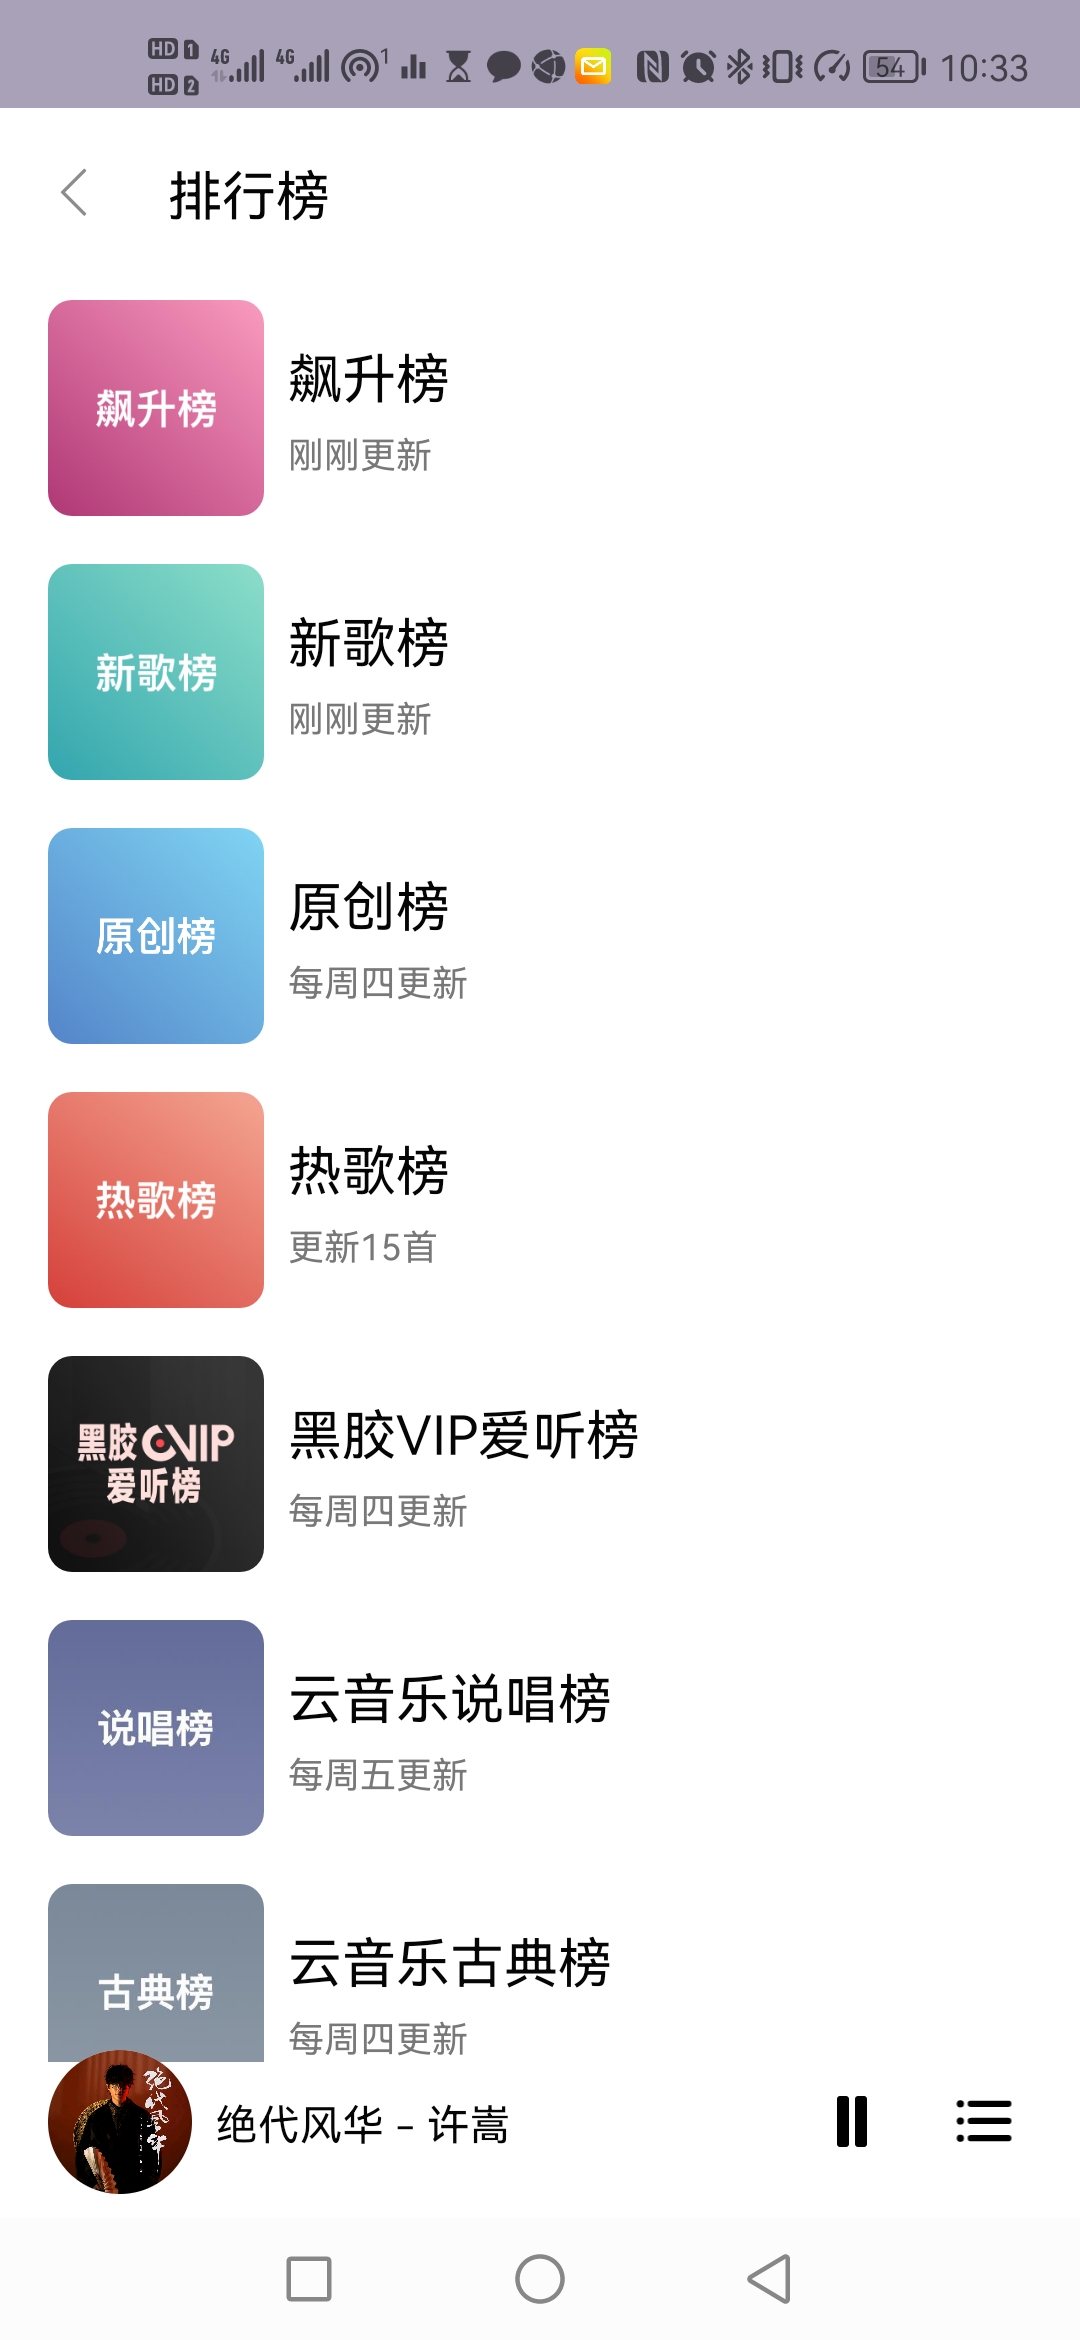 HD 1 4G 4G 1 54 10:33
HD 2
排行榜
飙升榜
飙升榜
刚刚更新
新歌榜
新歌榜
刚刚更新
原创榜
原创榜
每周四更新
热歌榜
热歌榜
更新15首
黑胶VIP
爱听榜
黑胶VIP爱听榜
每周四更新
说唱榜
云音乐说唱榜
每周五更新
古典榜
云音乐古典榜
每周四更新
绝代风华
绝代风华 - 许嵩